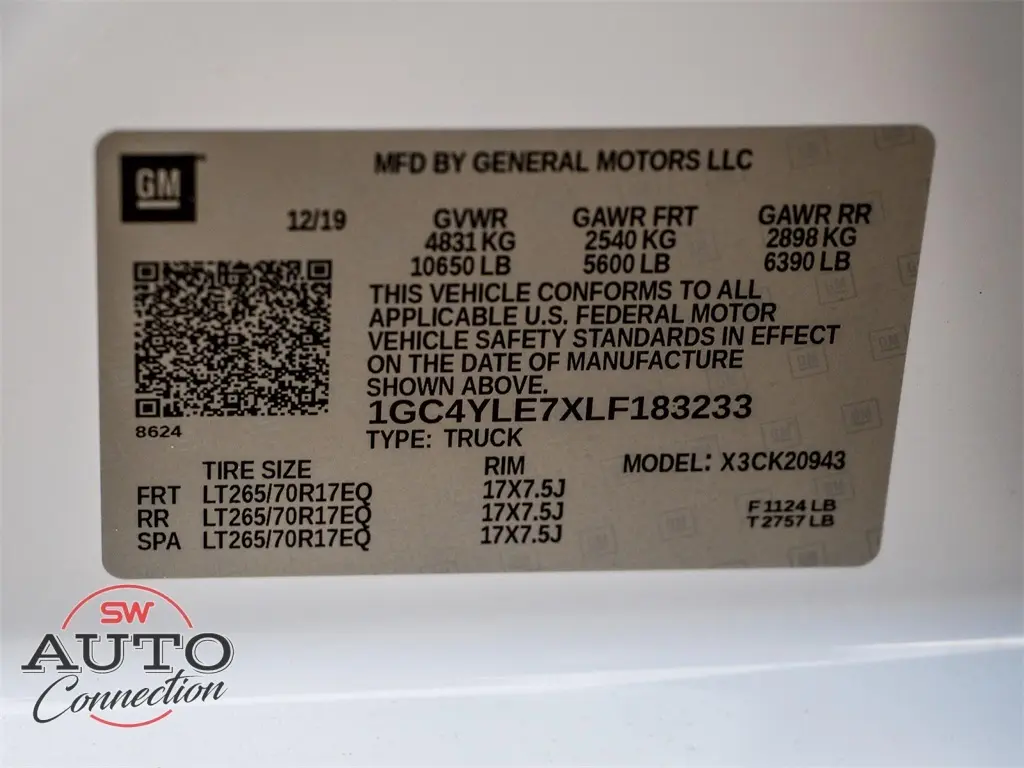 GM
MFD BY GENERAL MOTORS LLC
12/19
GVWR GAWR FRT GAWR RR
4831 KG 2540 KG 2898 KG
10650 LB 5600 LB 6390 LB
THIS VEHICLE CONFORMS TO ALL
APPLICABLE U.S. FEDERAL MOTOR
VEHICLE SAFETY STANDARDS IN EFFECT
ON THE DATE OF MANUFACTURE
SHOWN ABOVE.
1GC4YLE7XLF183233
8624
TYPE: TRUCK
TIRE SIZE RIM MODEL: X3CK20943
FRT LT265/70R17EQ 17X7.5J
RR LT265/70R17EQ 17X7.5J
SPA LT265/70R17EQ 17X7.5J
F 1124 LB
T 2757 LB
SW
AUTO
Connection